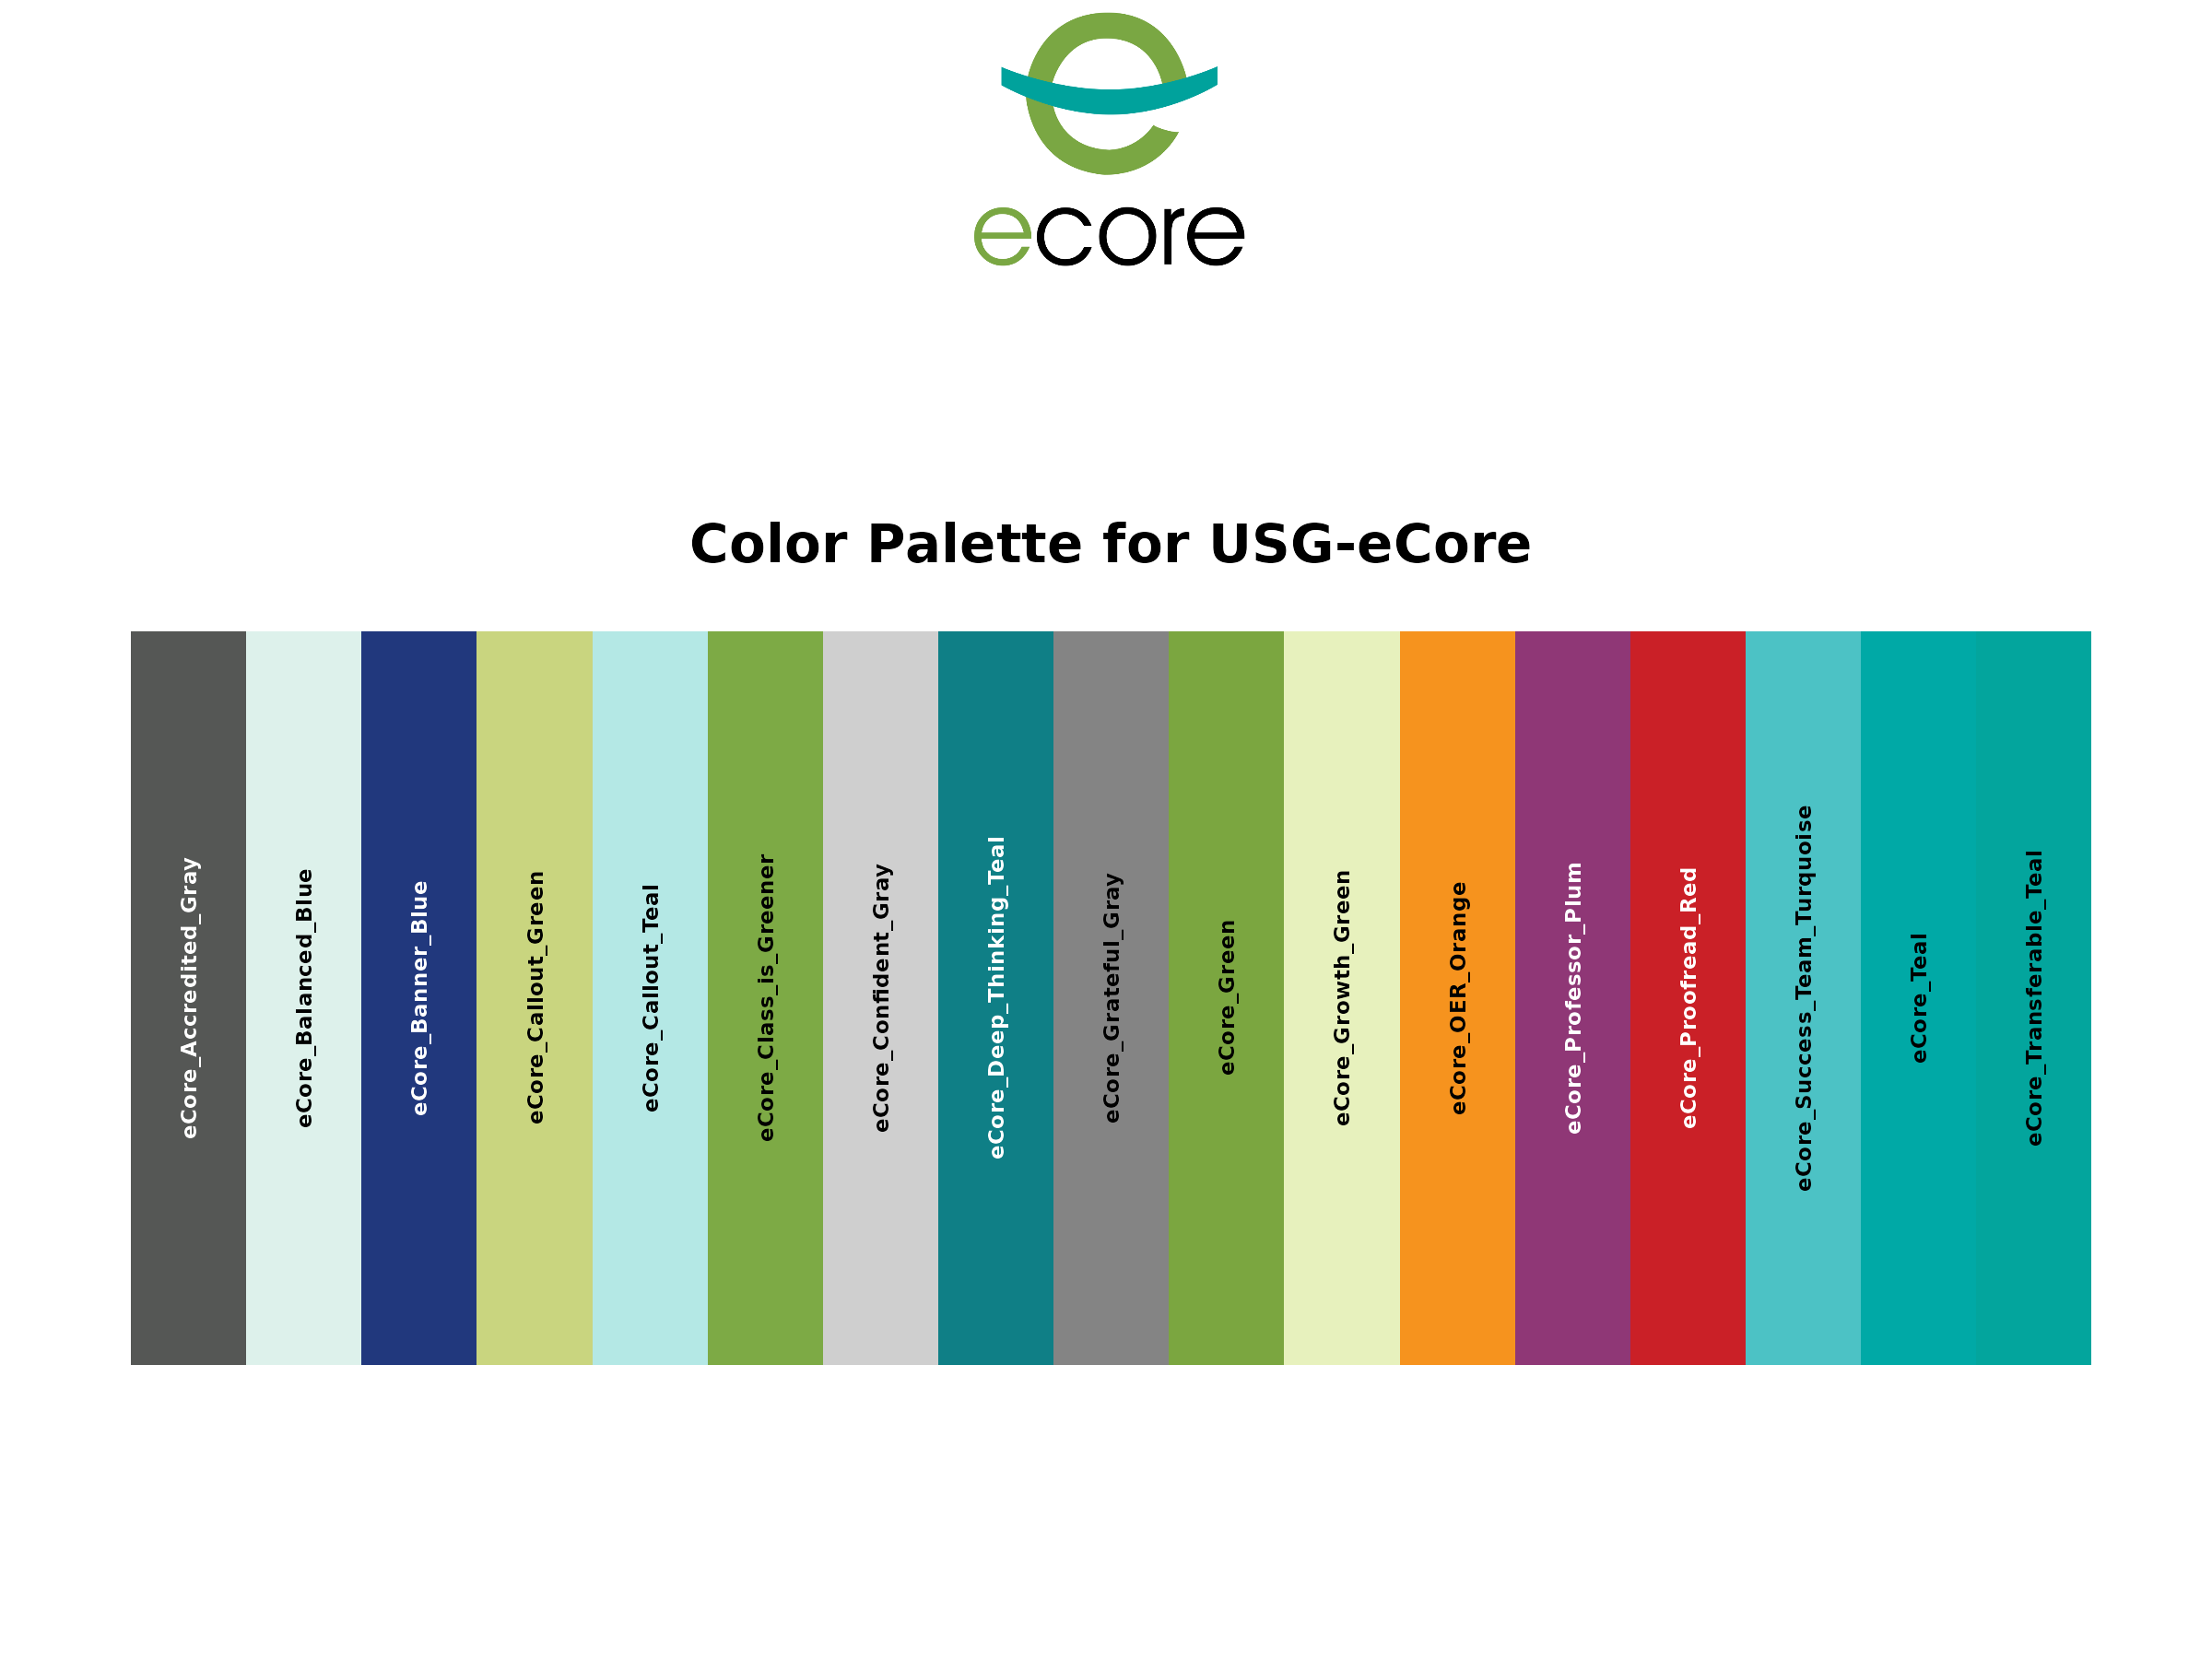 ecore
Color Palette for USG-eCore
eCore_Accredited_Gray
eCore_Balanced_Blue
eCore_Banner_Blue
eCore_Callout_Green
eCore_Callout_Teal
eCore_Class_is_Greener
eCore_Confident_Gray
eCore_Deep_Thinking_Teal
eCore_Grateful_Gray
eCore_Green
eCore_Growth_Green
eCore_OER_Orange
eCore_Professor_Plum
eCore_Proofread_Red
eCore_Success_Team_Turquoise
eCore_Teal
eCore_Transferable_Teal